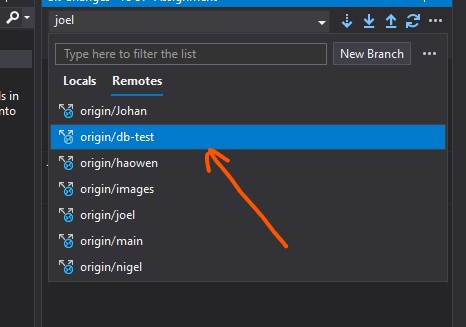 joel
Type here to filter the list
New Branch
Locals Remotes
origin/Johan
origin/db-test
origin/haowen
origin/images
origin/joel
origin/main
origin/nigel
ds in
nto